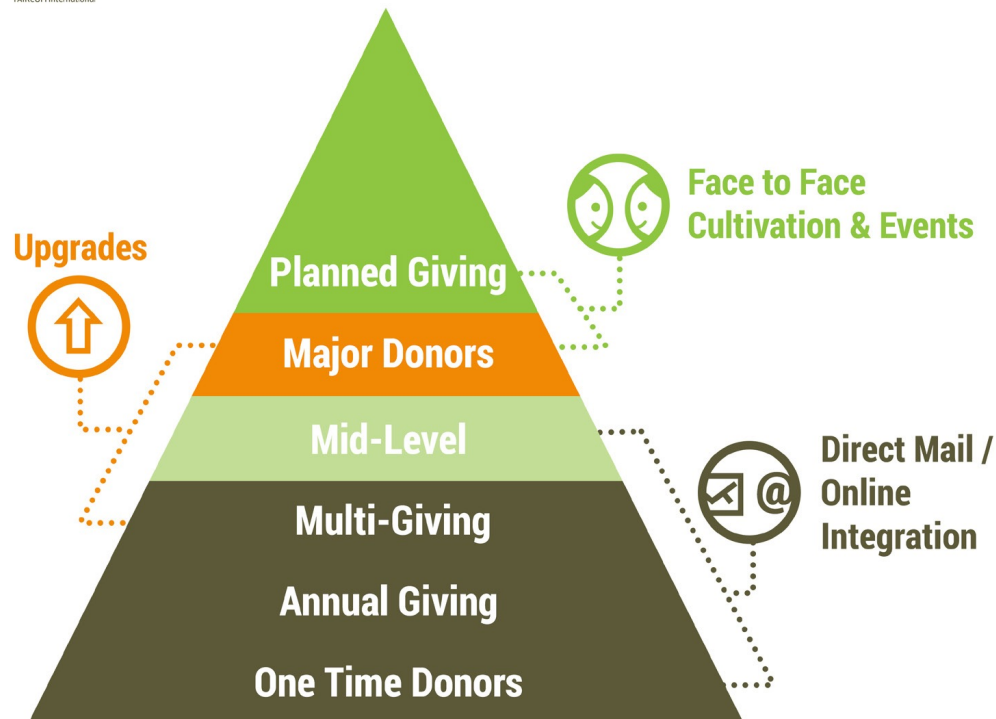 Face to Face
Cultivation & Events
Upgrades
Planned Giving
Major Donors
Mid-Level
Direct Mail /
Online
Integration
@
Multi-Giving
Annual Giving
One Time Donors